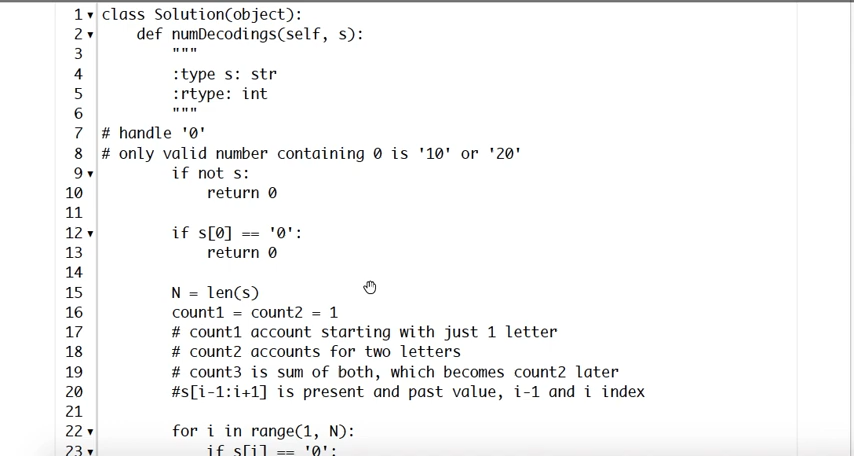 1 class Solution(object):
2     def numDecodings(self, s):
3         """
4         :type s: str
5         :rtype: int
6         """
7 # handle '0'
8 # only valid number containing 0 is '10' or '20'
9         if not s:
10             return 0
11
12         if s[0] == '0':
13             return 0
14
15         N = len(s)
16         count1 = count2 = 1
17         # count1 account starting with just 1 letter
18         # count2 accounts for two letters
19         # count3 is sum of both, which becomes count2 later
20         #s[i-1:i+1] is present and past value, i-1 and i index
21
22         for i in range(1, N):
23             if s[i] == '0':